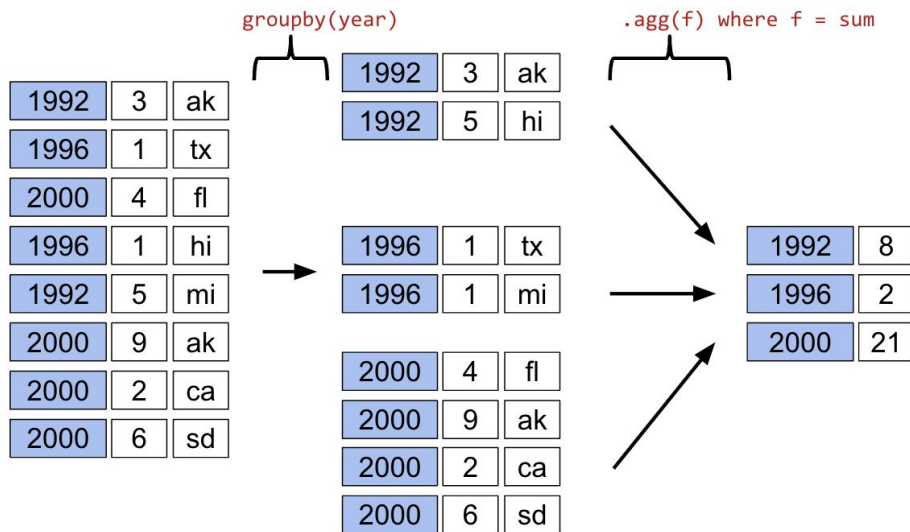 groupby(year)
.agg(f) where f = sum
1992 3 ak
1996 1 tx
2000 4 fl
1996 1 hi
1992 5 mi
2000 9 ak
2000 2 ca
2000 6 sd
1992 3 ak
1992 5 hi
1996 1 tx
1996 1 mi
2000 4 fl
2000 9 ak
2000 2 ca
2000 6 sd
1992 8
1996 2
2000 21